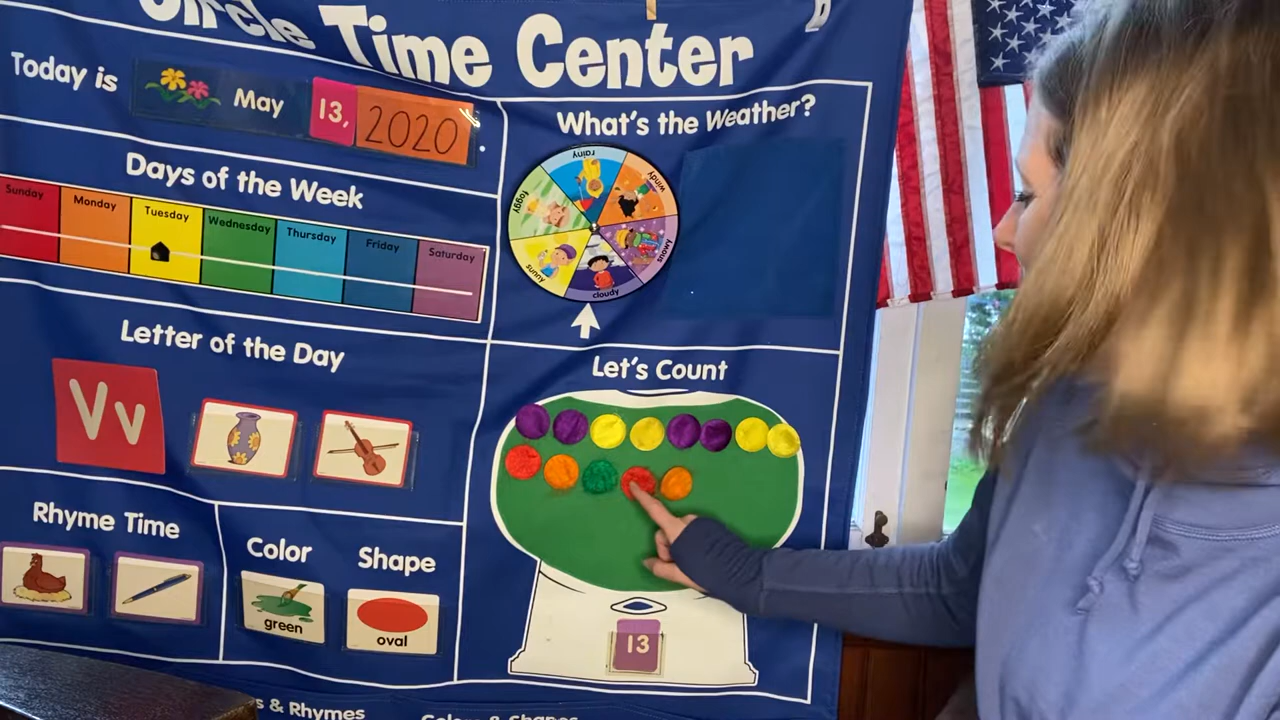 Circle Time Center
Today is May 13, 2020
Days of the Week
Sunday Monday Tuesday Wednesday Thursday Friday Saturday
What's the Weather?
rainy
windy
snowy
cloudy
sunny
foggy
Letter of the Day
Vv
Let's Count
13
Rhyme Time
Color
green
Shape
oval
& Rhymes